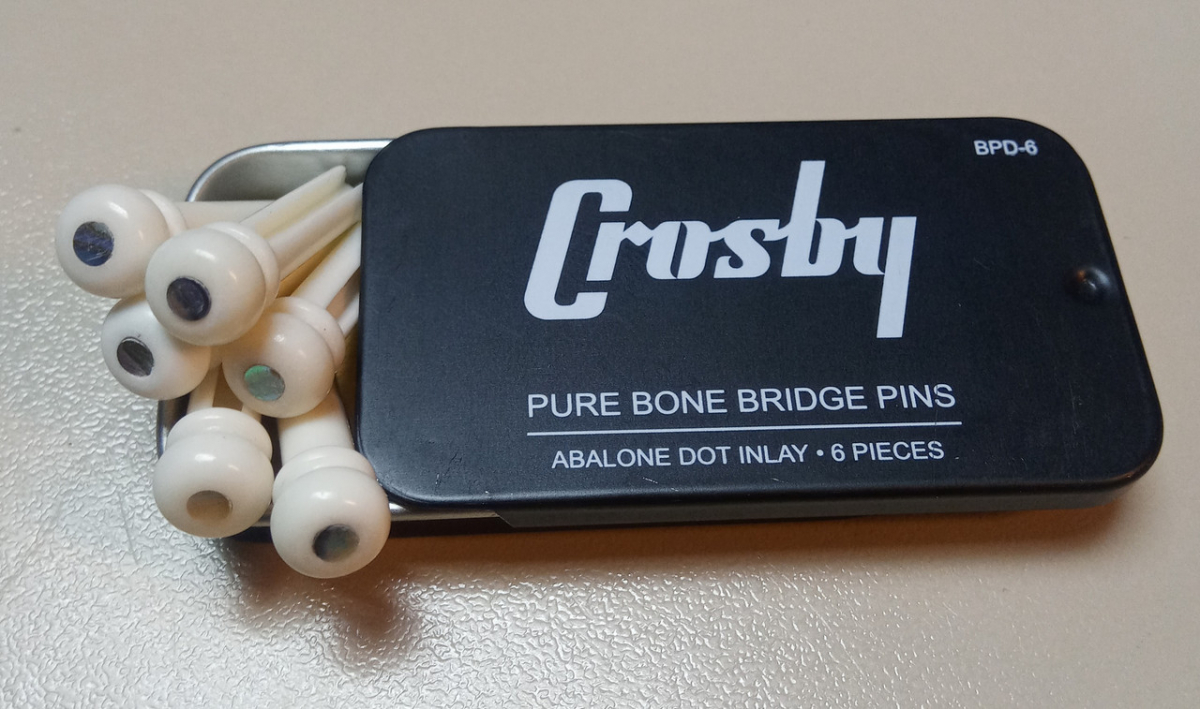 BPD-6
Crosby
PURE BONE BRIDGE PINS
ABALONE DOT INLAY • 6 PIECES